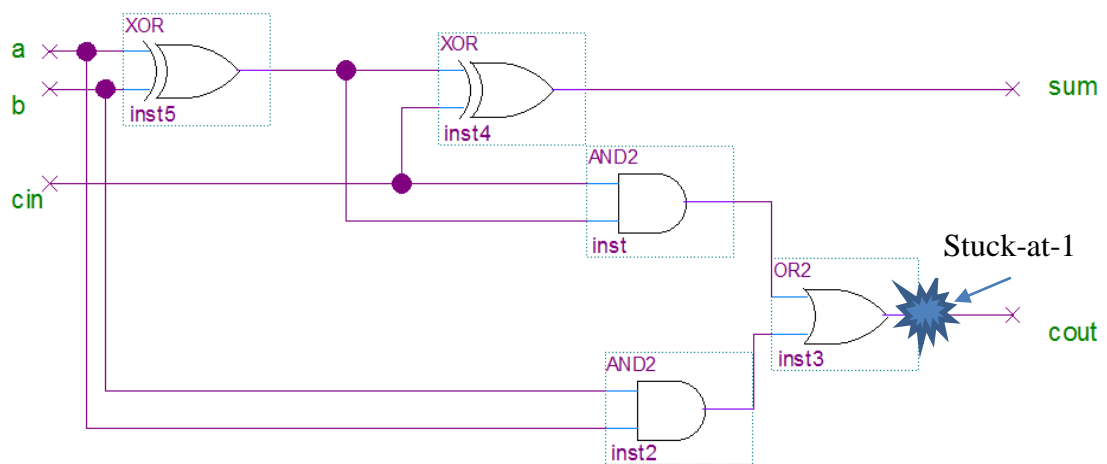 XOR
a
b
inst5
XOR
sum
inst4
cin
AND2
inst
Stuck-at-1
OR2
cout
inst3
AND2
inst2